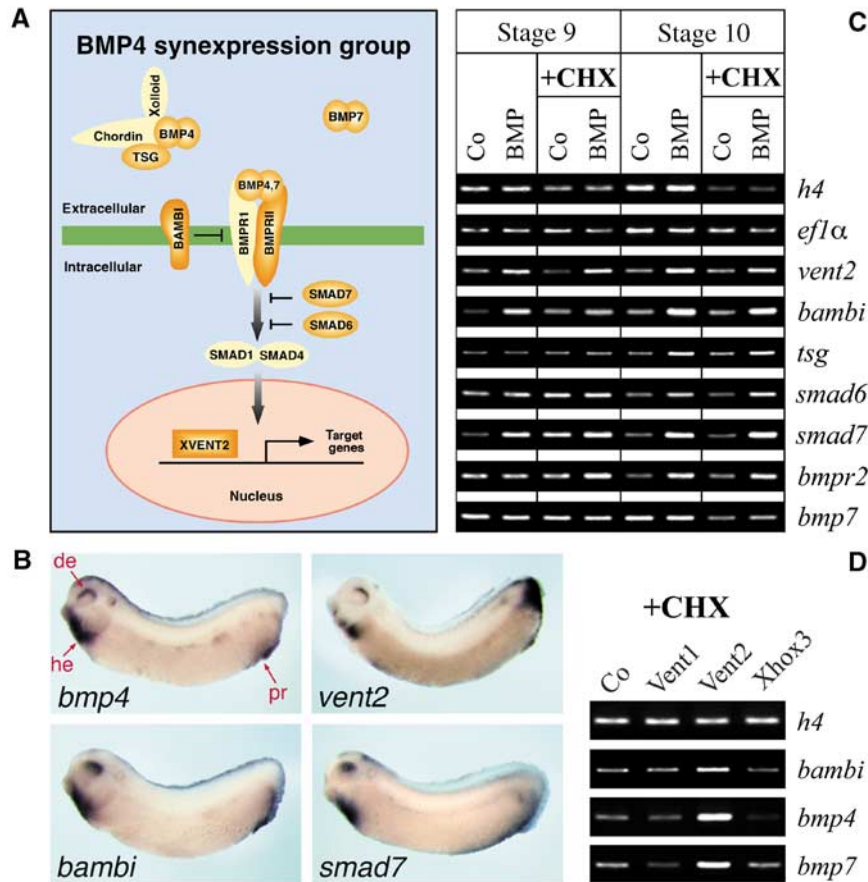 A
BMP4 synexpression group
Xolloid
Chordin
BMP4
TSG
BMP7
BMP4,7
Extracellular
BAMBI
BMPR1
BMPRII
Intracellular
SMAD7
SMAD6
SMAD1
SMAD4
XVENT2
Target
genes
Nucleus
C
Stage 9
Stage 10
+CHX
+CHX
Co
BMP
Co
BMP
Co
BMP
Co
BMP
h4
ef1α
vent2
bambi
tsg
smad6
smad7
bmpr2
bmp7
B
de
he
pr
bmp4
vent2
bambi
smad7
D
+CHX
Co
Vent1
Vent2
Xhox3
h4
bambi
bmp4
bmp7